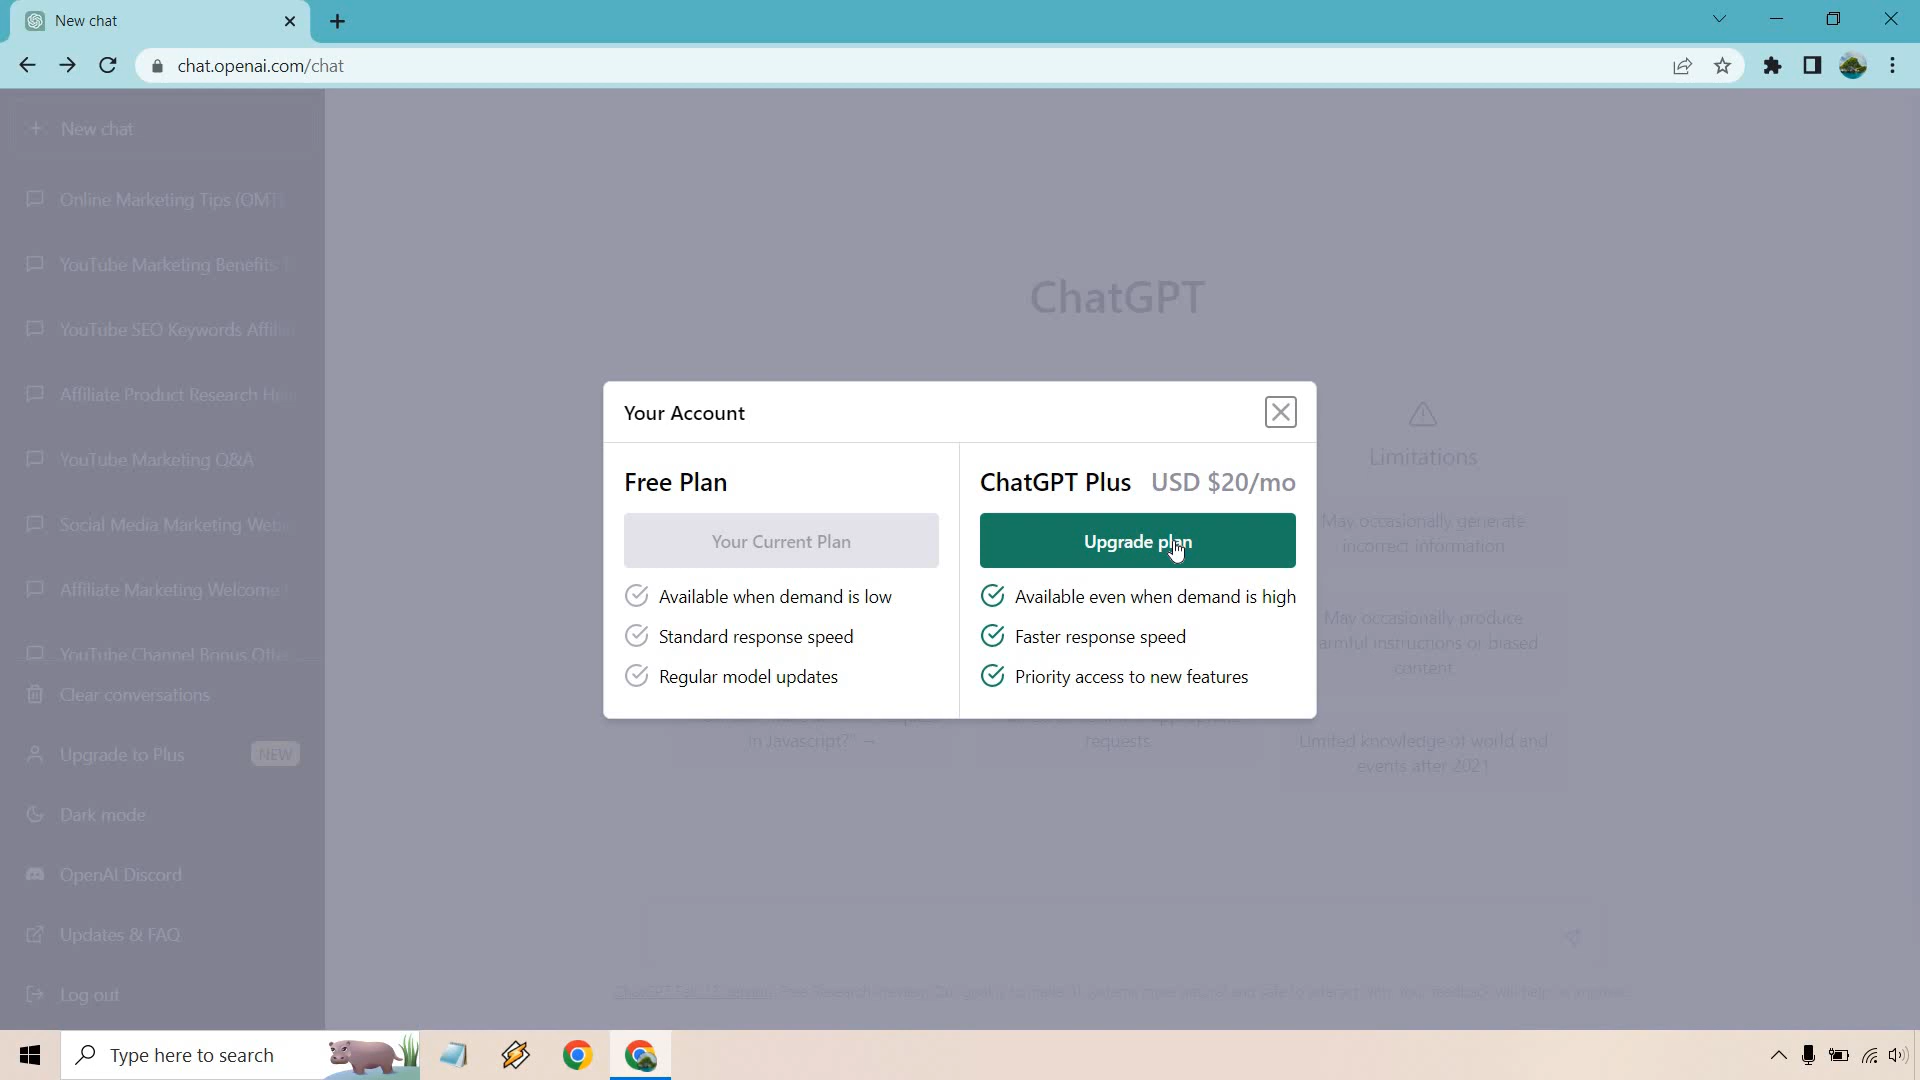 New chat
chat.openai.com/chat
New chat
Online Marketing Tips (OMT
YouTube Marketing Benefits
YouTube SEO Keywords Affili
Affiliate Product Research
YouTube Marketing Q&A
Social Media Marketing
Affiliate Marketing Welcome
YouTube Channel Bonus
Clear conversations
Upgrade to Plus NEW
Dark mode
OpenAI Discord
Updates & FAQ
Log out
ChatGPT
Limitations
May occasionally generate
incorrect information
May occasionally produce
harmful instructions or biased
content
Limited knowledge of world and
events after 2021
in Javascript?" →
requests
Your Account
Free Plan
Your Current Plan
Available when demand is low
Standard response speed
Regular model updates
ChatGPT Plus USD $20/mo
Upgrade plan
Available even when demand is high
Faster response speed
Priority access to new features
Type here to search